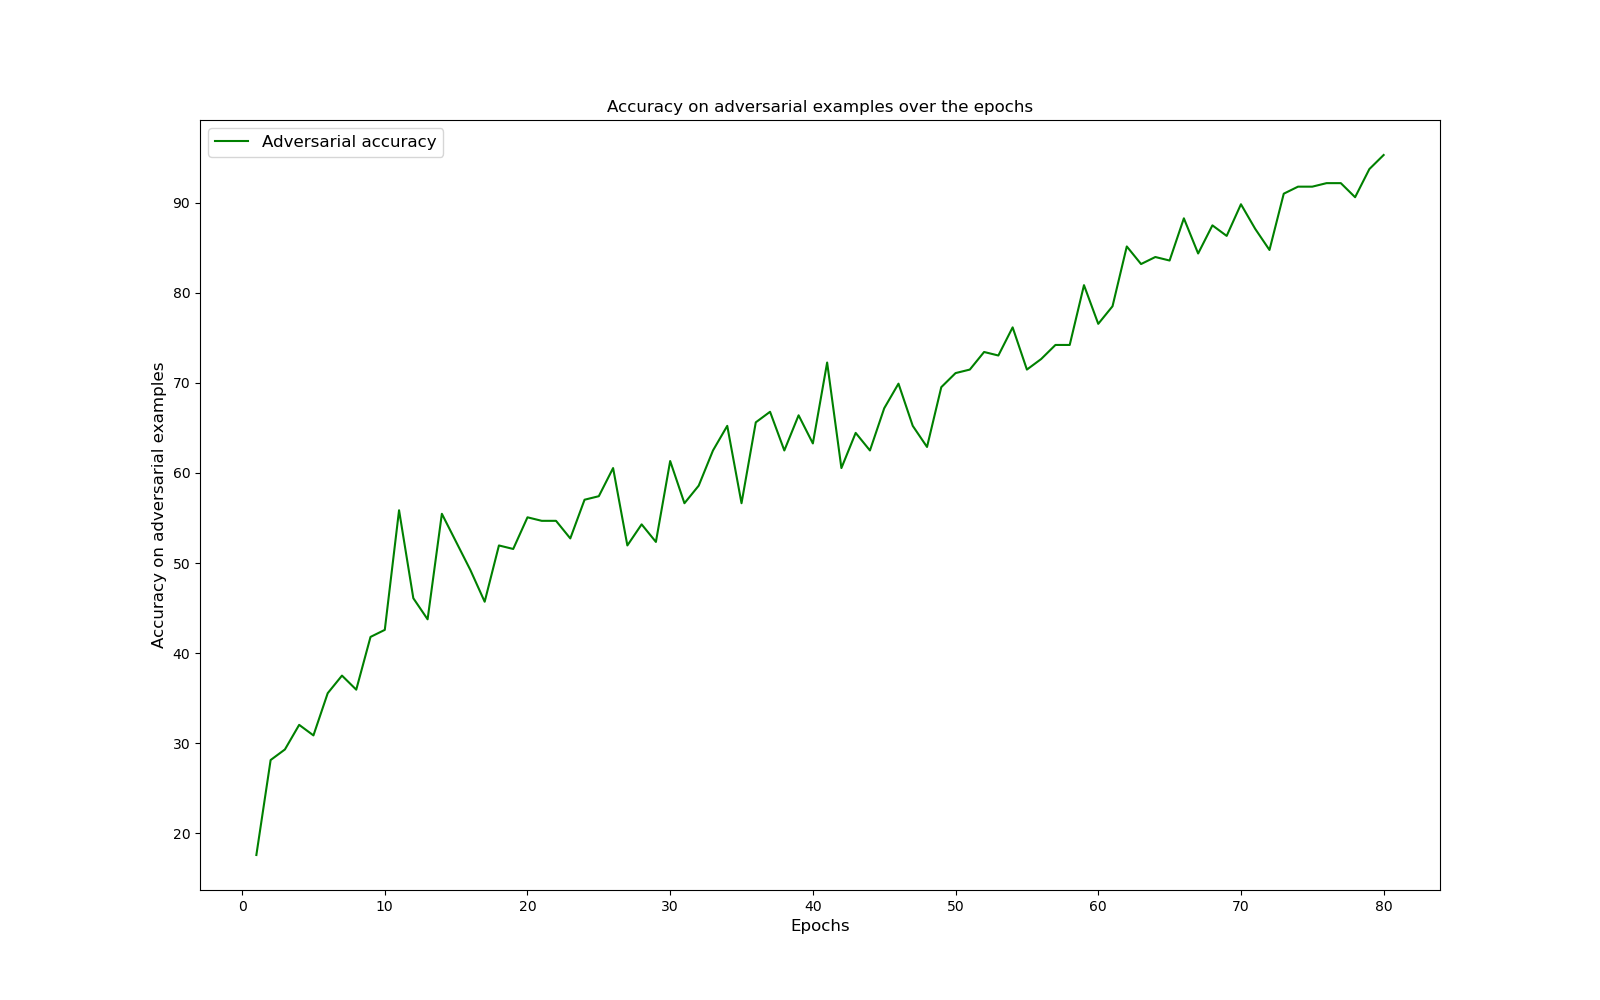 Accuracy on adversarial examples over the epochs
Adversarial accuracy
Accuracy on adversarial examples
90
80
70
60
50
40
30
20
0 10 20 30 40 50 60 70 80
Epochs